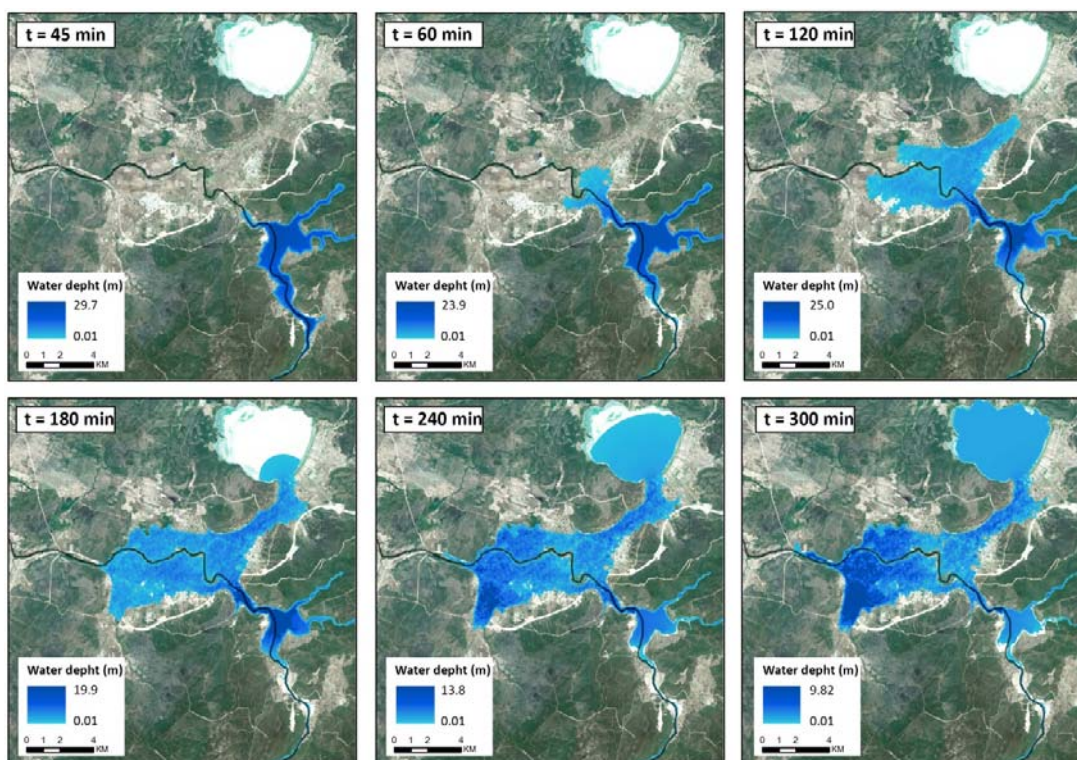 t = 45 min
Water depht (m)
29.7
0.01
0 1 2 4
KM
t = 60 min
Water depht (m)
23.9
0.01
0 1 2 4
KM
t = 120 min
Water depht (m)
25.0
0.01
0 1 2 4
KM
t = 180 min
Water depht (m)
19.9
0.01
0 1 2 4
KM
t = 240 min
Water depht (m)
13.8
0.01
0 1 2 4
KM
t = 300 min
Water depht (m)
9.82
0.01
0 1 2 4
KM